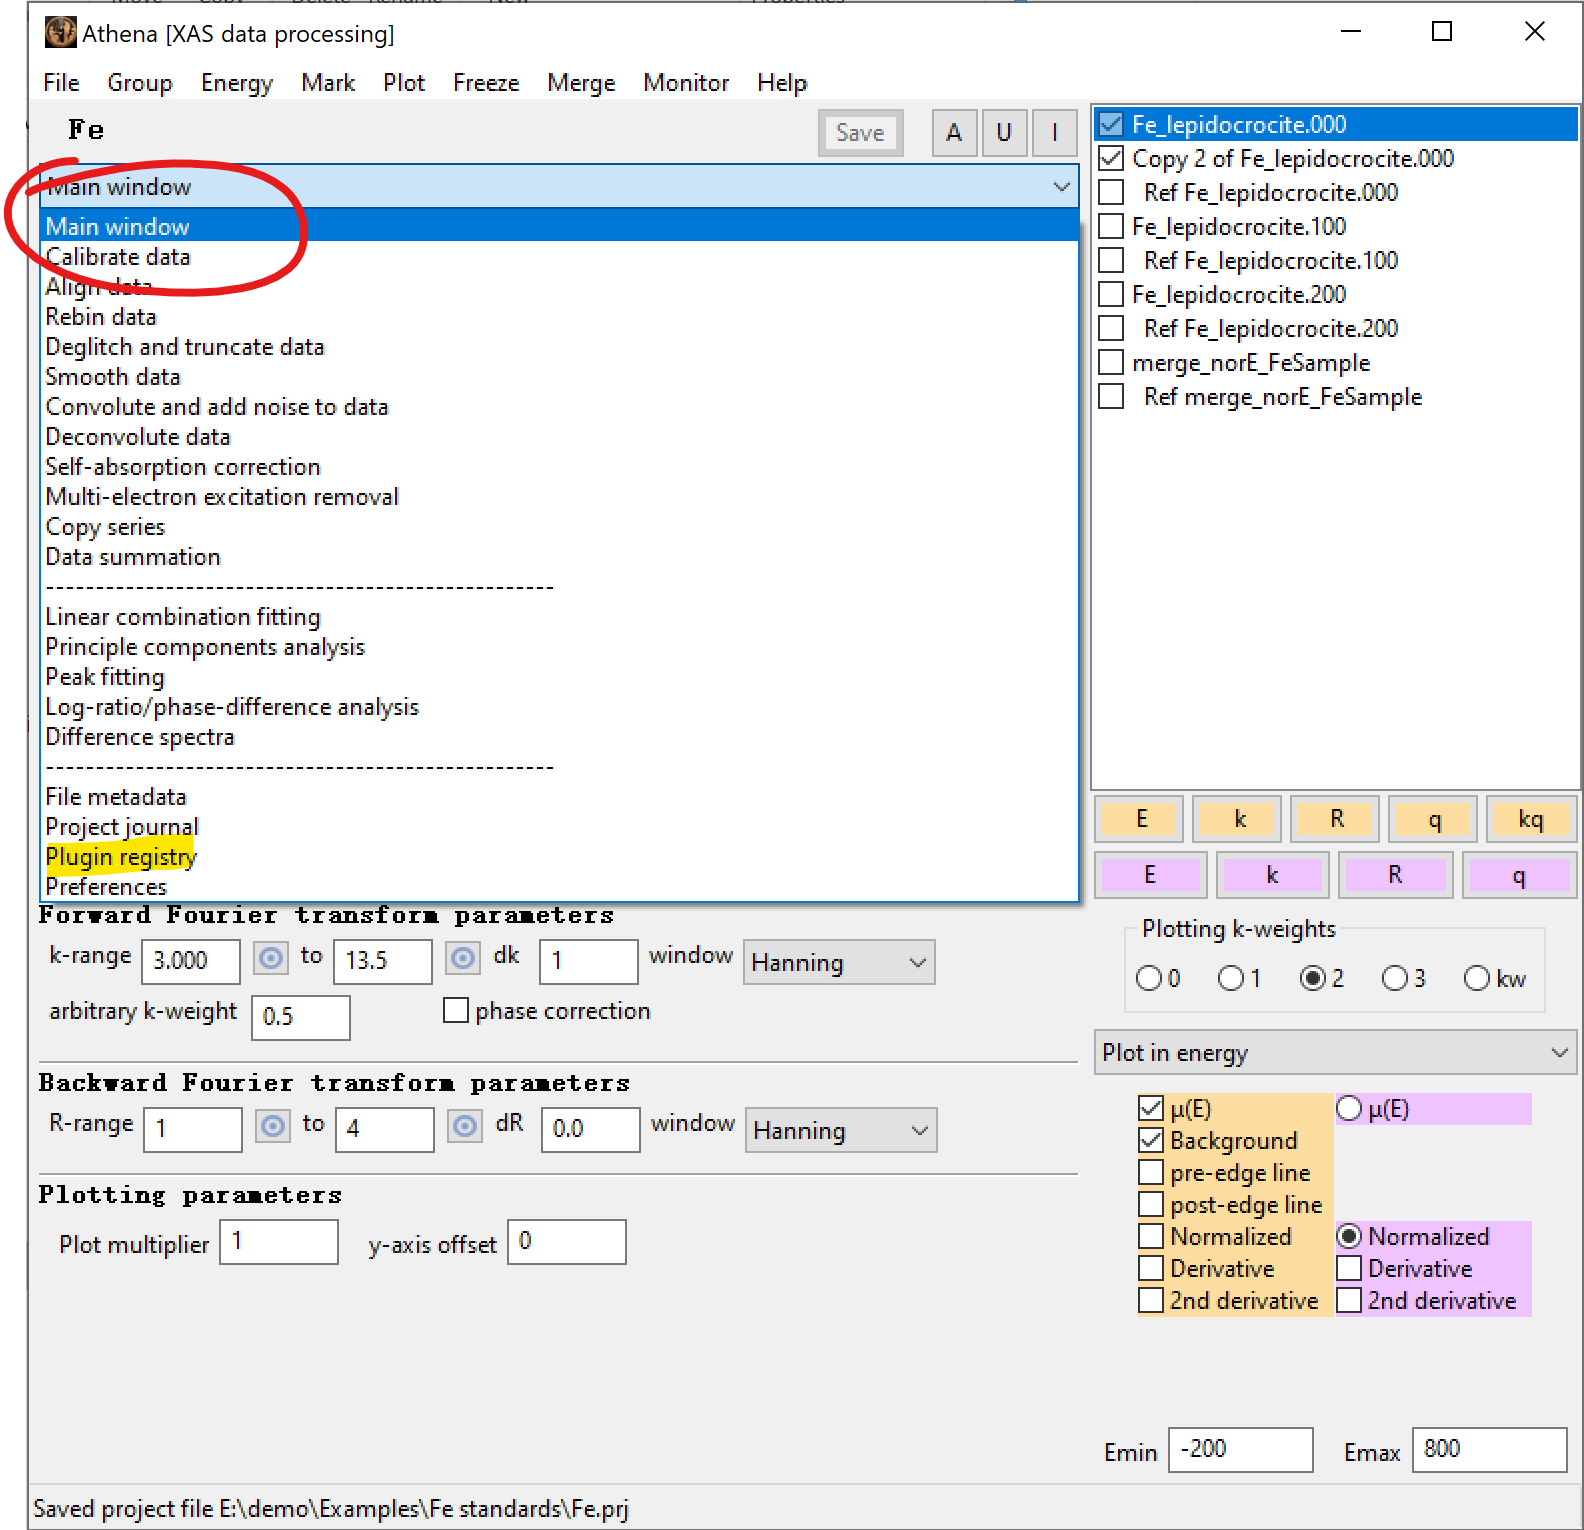 Athena [XAS data processing]
File Group Energy Mark Plot Freeze Merge Monitor Help
Fe
Save A U I
Main window
Main window
Calibrate data
Align data
Rebin data
Deglitch and truncate data
Smooth data
Convolute and add noise to data
Deconvolute data
Self-absorption correction
Multi-electron excitation removal
Copy series
Data summation
---------------------------------------------------
Linear combination fitting
Principle components analysis
Peak fitting
Log-ratio/phase-difference analysis
Difference spectra
---------------------------------------------------
File metadata
Project journal
Plugin registry
Preferences
Forward Fourier transform parameters
k-range 3.000 to 13.5 dk 1 window Hanning
arbitrary k-weight 0.5 phase correction
Backward Fourier transform parameters
R-range 1 to 4 dR 0.0 window Hanning
Plotting parameters
Plot multiplier 1 y-axis offset 0
Fe_lepidocrocite.000
Copy 2 of Fe_lepidocrocite.000
Ref Fe_lepidocrocite.000
Fe_lepidocrocite.100
Ref Fe_lepidocrocite.100
Fe_lepidocrocite.200
Ref Fe_lepidocrocite.200
merge_norE_FeSample
Ref merge_norE_FeSample
E k R q kq
E k R q
Plotting k-weights
0 1 2 3 kw
Plot in energy
μ(E) μ(E)
Background
pre-edge line
post-edge line
Normalized Normalized
Derivative Derivative
2nd derivative 2nd derivative
Emin -200 Emax 800
Saved project file E:\demo\Examples\Fe standards\Fe.prj